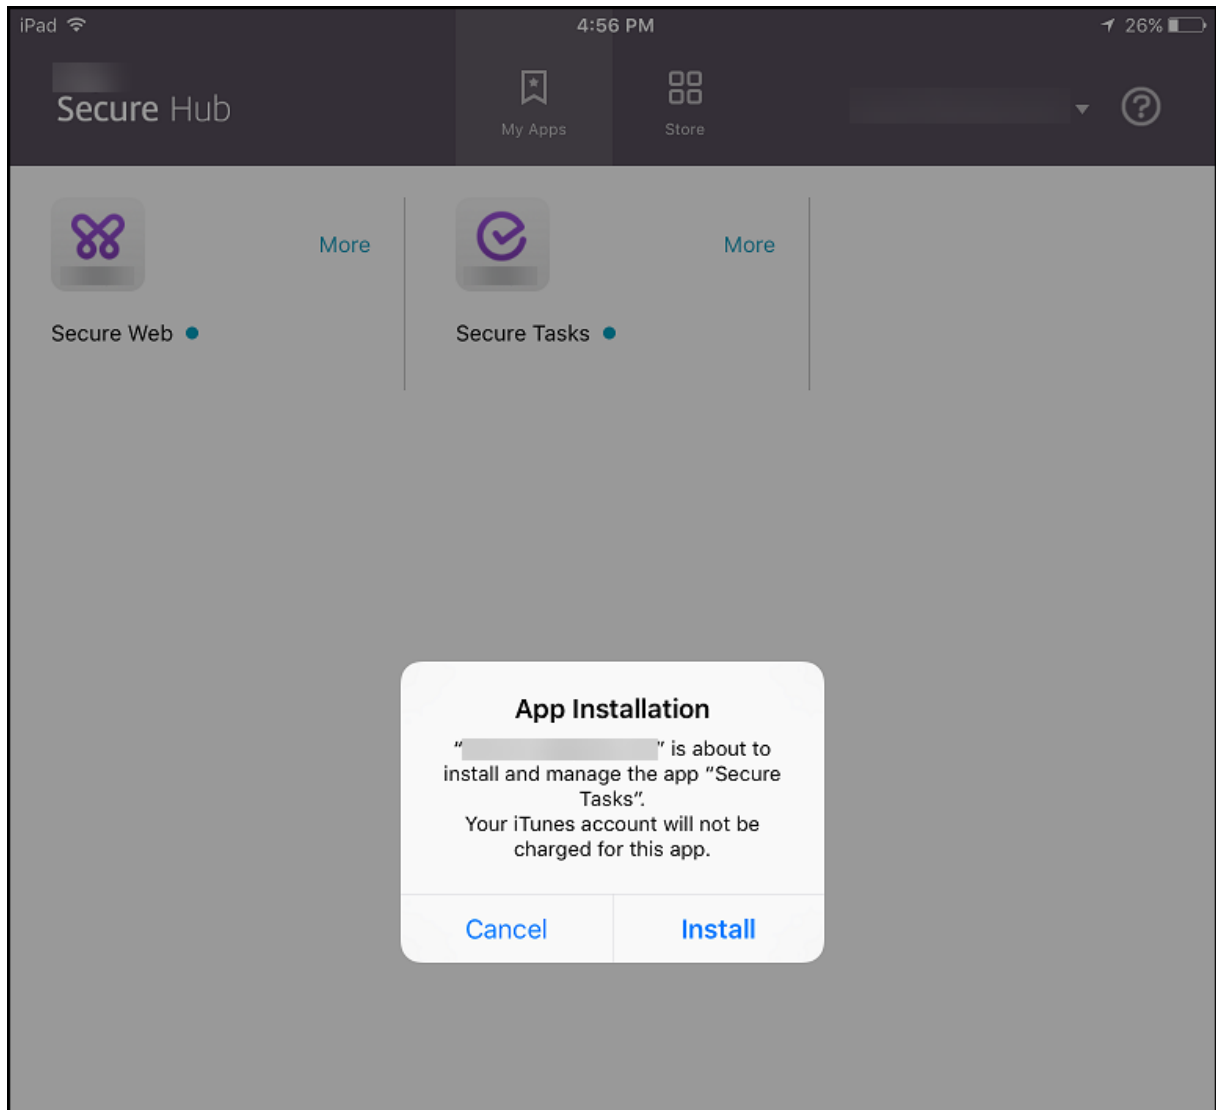 iPad 4:56 PM 26%
Secure Hub
My Apps Store
More More
Secure Web Secure Tasks
App Installation
“ ” is about to
install and manage the app “Secure
Tasks”.
Your iTunes account will not be
charged for this app.
Cancel Install